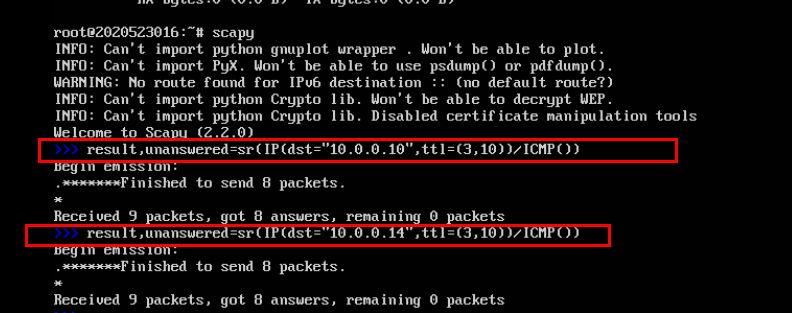 RX bytes:0 (0.0 B)  TX bytes:0 (0.0 B)
root@2020523016:~# scapy
INFO: Can't import python gnuplot wrapper . Won't be able to plot.
INFO: Can't import PyX. Won't be able to use psdump() or pdfdump().
WARNING: No route found for IPv6 destination :: (no default route?)
INFO: Can't import python Crypto lib. Won't be able to decrypt WEP.
INFO: Can't import python Crypto lib. Disabled certificate manipulation tools
Welcome to Scapy (2.2.0)
>>> result,unanswered=sr(IP(dst="10.0.0.10",ttl=(3,10))/ICMP())
Begin emission:
.*******Finished to send 8 packets.
*
Received 9 packets, got 8 answers, remaining 0 packets
>>> result,unanswered=sr(IP(dst="10.0.0.14",ttl=(3,10))/ICMP())
Begin emission:
.*******Finished to send 8 packets.
*
Received 9 packets, got 8 answers, remaining 0 packets
>>>